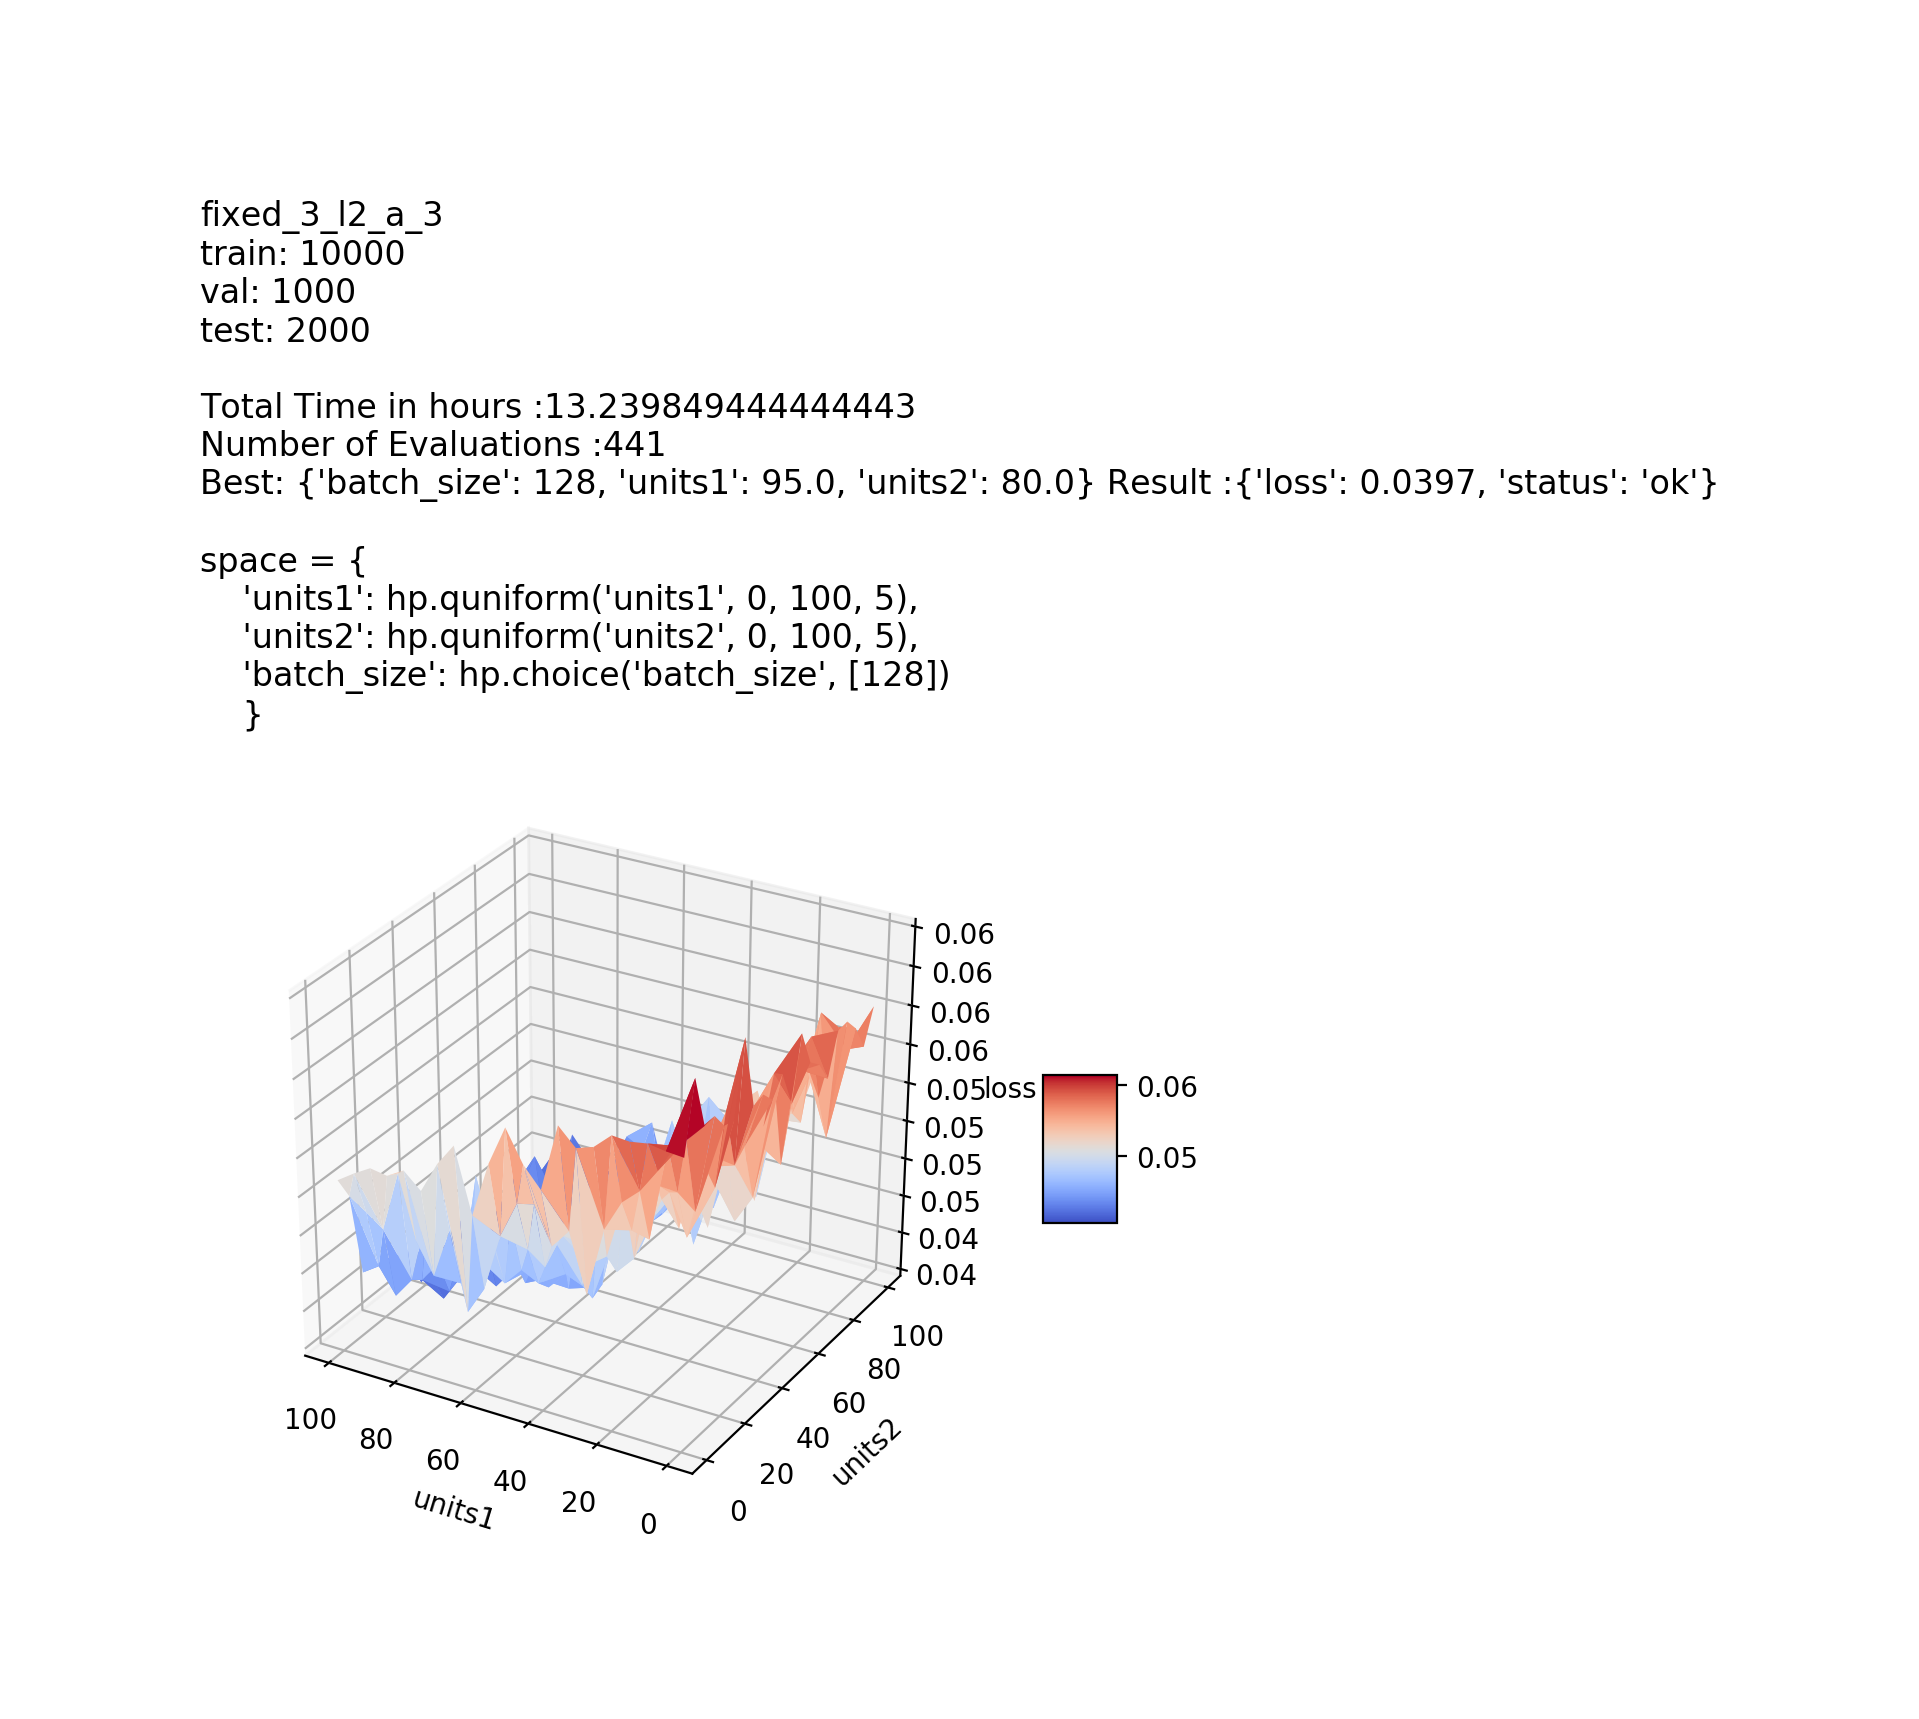 fixed_3_l2_a_3
train: 10000
val: 1000
test: 2000
Total Time in hours :13.239849444444443
Number of Evaluations :441
Best: {'batch_size': 128, 'units1': 95.0, 'units2': 80.0} Result :{'loss': 0.0397, 'status': 'ok'}
space = {
'units1': hp.quniform('units1', 0, 100, 5),
'units2': hp.quniform('units2', 0, 100, 5),
'batch_size': hp.choice('batch_size', [128])
}
0.06
0.06
0.06
0.06
0.05
0.05
0.05
0.05
0.04
0.04
loss
0.06
0.05
100
80
60
40
20
0
units1
100
80
60
40
20
0
units2